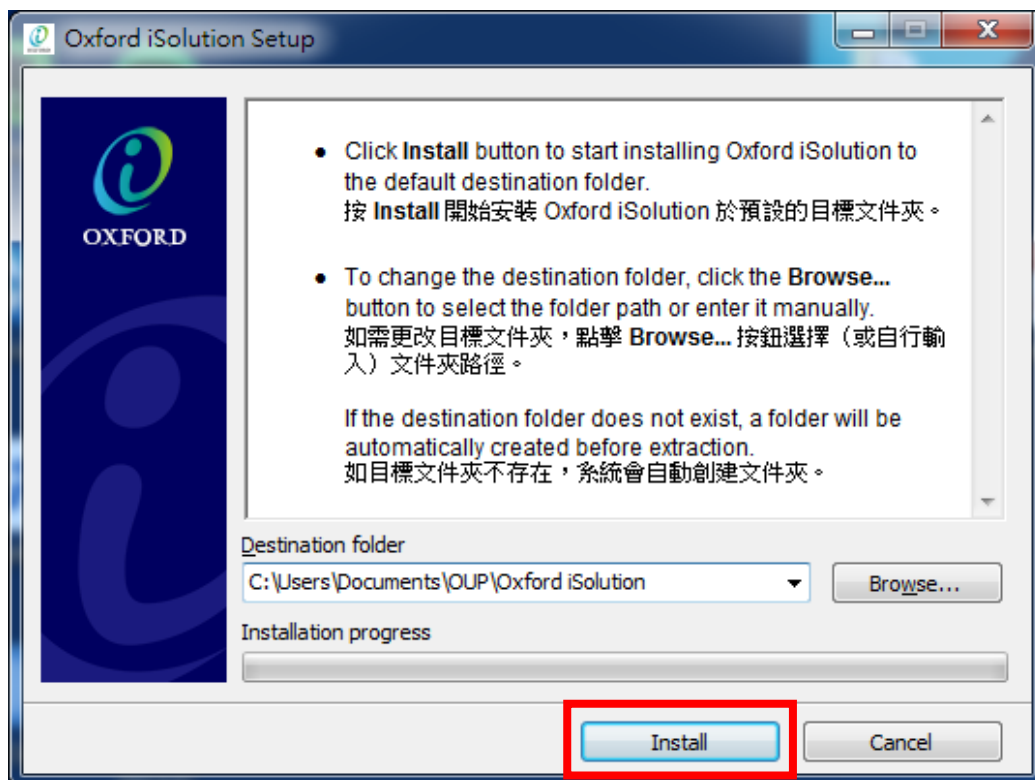 Oxford iSolution Setup
OXFORD
● Click Install button to start installing Oxford iSolution to
the default destination folder.
按 Install 開始安裝 Oxford iSolution 於預設的目標文件夾。
● To change the destination folder, click the Browse...
button to select the folder path or enter it manually.
如需更改目標文件夾，點擊 Browse... 按鈕選擇（或自行輸
入）文件夾路徑。
If the destination folder does not exist, a folder will be
automatically created before extraction.
如目標文件夾不存在，系統會自動創建文件夾。
Destination folder
C:\Users\Documents\OUP\Oxford iSolution
Browse...
Installation progress
Install
Cancel